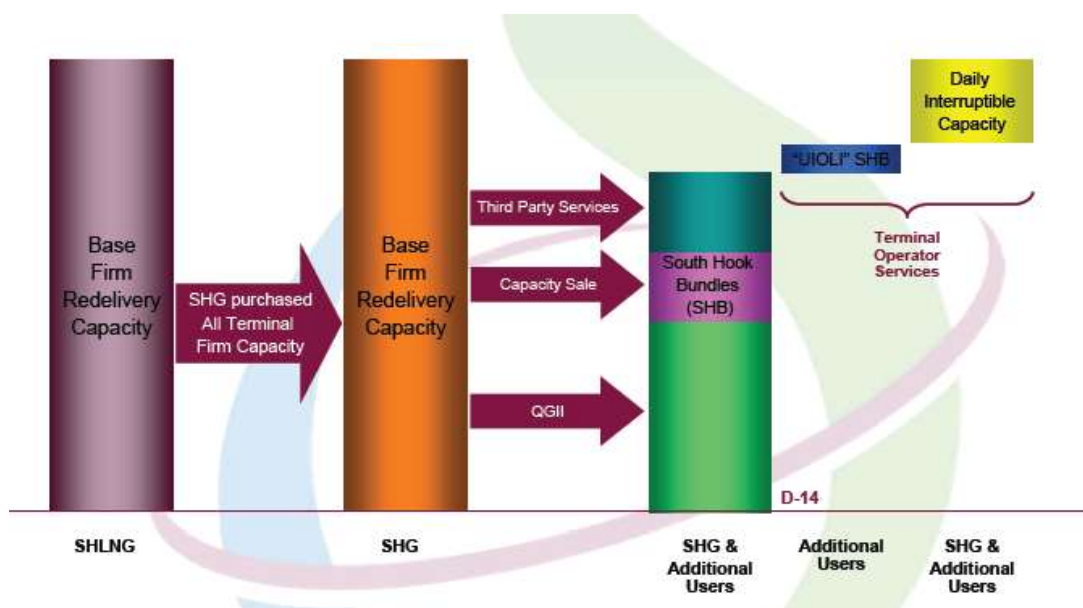 Base
Firm
Redelivery
Capacity
SHG purchased
All Terminal
Firm Capacity
Base
Firm
Redelivery
Capacity
Third Party Services
Capacity Sale
QGII
South Hook
Bundles
(SHB)
"UIOLI" SHB
Daily
Interruptible
Capacity
Terminal
Operator
Services
D-14
SHLNG
SHG
SHG &
Additional
Users
Additional
Users
SHG &
Additional
Users